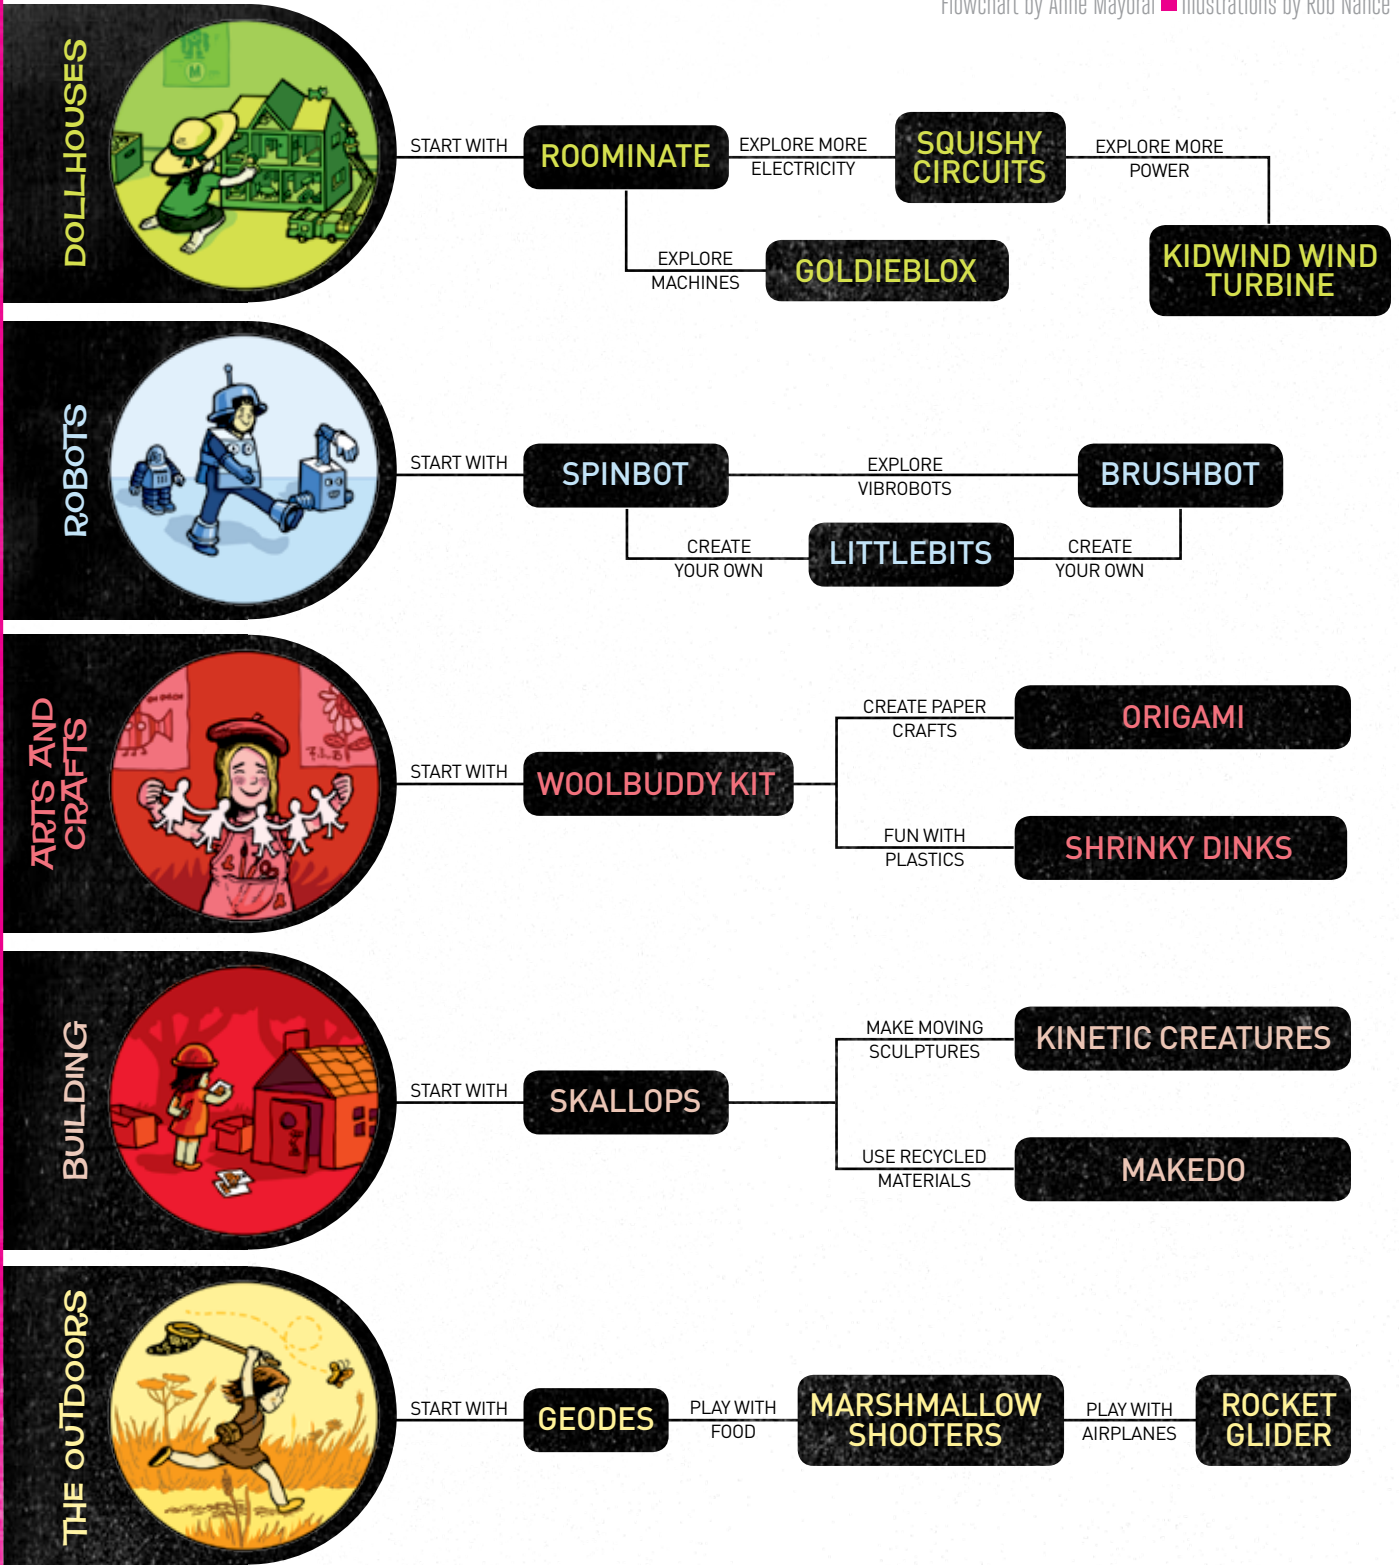 Flowchart by Anne Mayoral ■ Illustrations by Rob Nance
DOLLHOUSES
START WITH
ROOMINATE
EXPLORE MORE
ELECTRICITY
SQUISHY
CIRCUITS
EXPLORE MORE
POWER
KIDWIND WIND
TURBINE
EXPLORE
MACHINES
GOLDIEBLOX
M
ROBOTS
START WITH
SPINBOT
EXPLORE
VIBROBOTS
BRUSHBOT
CREATE
YOUR OWN
LITTLEBITS
CREATE
YOUR OWN
ARTS AND
CRAFTS
START WITH
WOOLBUDDY KIT
CREATE PAPER
CRAFTS
ORIGAMI
FUN WITH
PLASTICS
SHRINKY DINKS
BUILDING
START WITH
SKALLOPS
MAKE MOVING
SCULPTURES
KINETIC CREATURES
USE RECYCLED
MATERIALS
MAKEDO
THE OUTDOORS
START WITH
GEODES
PLAY WITH
FOOD
MARSHMALLOW
SHOOTERS
PLAY WITH
AIRPLANES
ROCKET
GLIDER